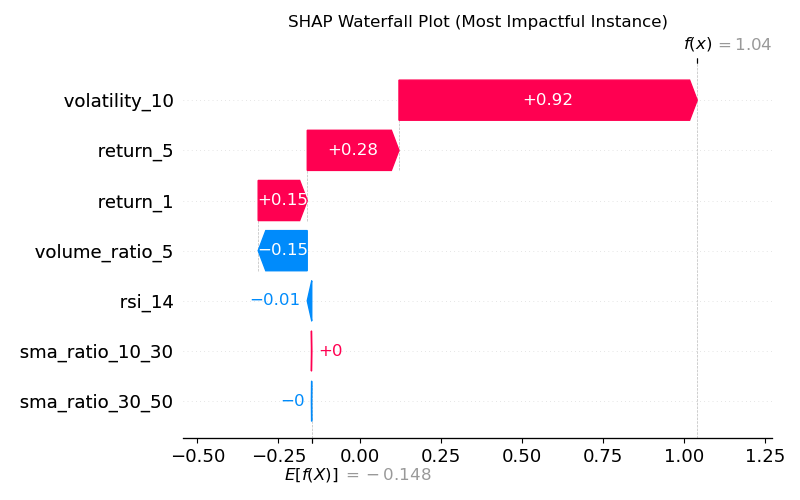 SHAP Waterfall Plot (Most Impactful Instance)
f(x) = 1.04
volatility_10 +0.92
return_5 +0.28
return_1 +0.15
volume_ratio_5 −0.15
rsi_14 −0.01
sma_ratio_10_30 +0
sma_ratio_30_50 −0
−0.50 −0.25 0.00 0.25 0.50 0.75 1.00 1.25
E[f(X)] = −0.148